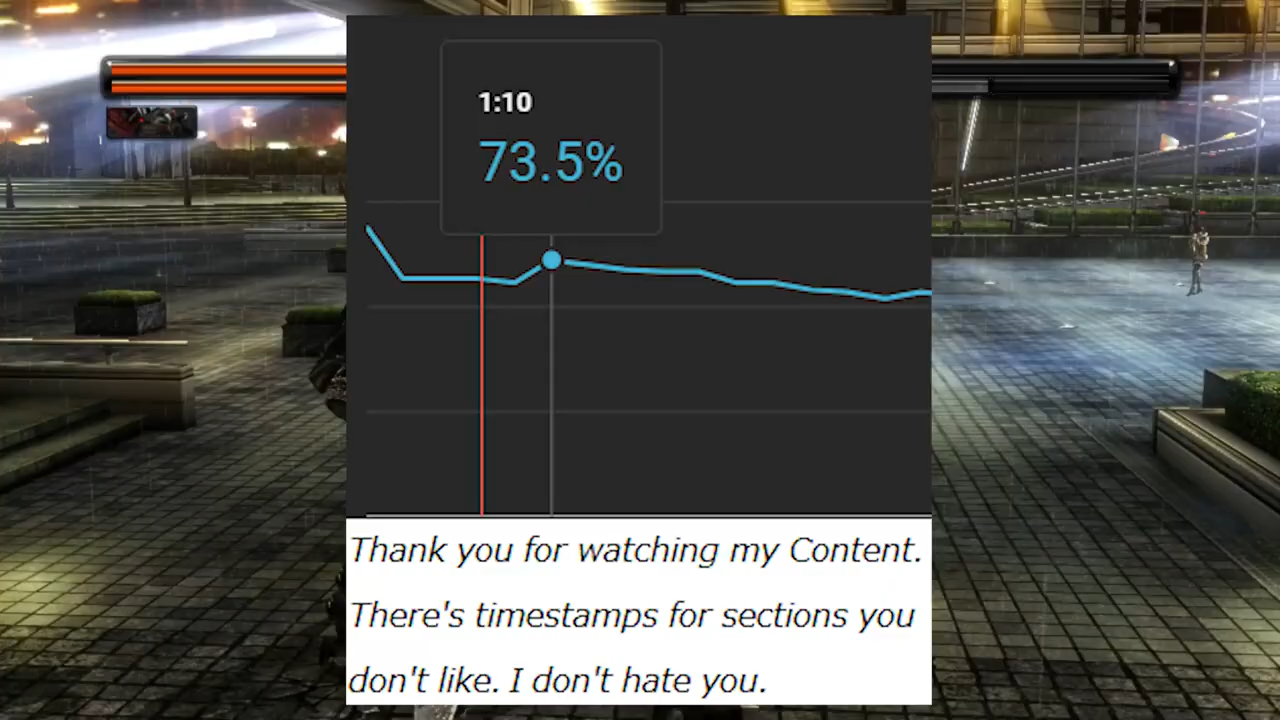 1:10
73.5%
Thank you for watching my Content.
There's timestamps for sections you
don't like. I don't hate you.